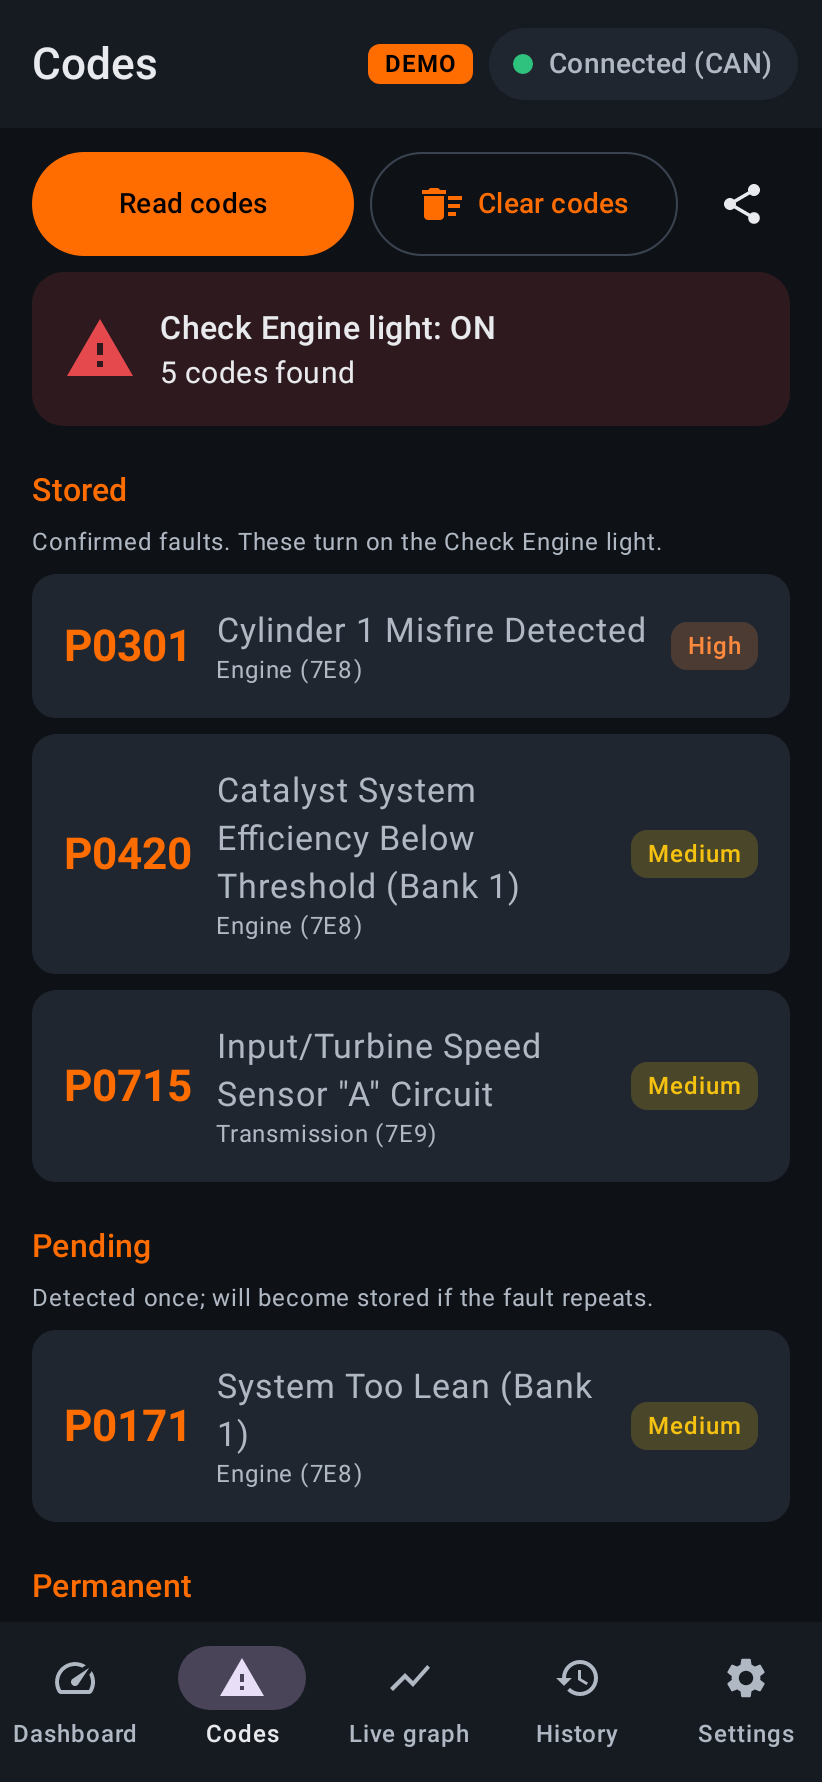 Codes
DEMO
Connected (CAN)
Read codes
Clear codes
Check Engine light: ON
5 codes found
Stored
Confirmed faults. These turn on the Check Engine light.
P0301
Cylinder 1 Misfire Detected
Engine (7E8)
High
P0420
Catalyst System
Efficiency Below
Threshold (Bank 1)
Engine (7E8)
Medium
P0715
Input/Turbine Speed
Sensor "A" Circuit
Transmission (7E9)
Medium
Pending
Detected once; will become stored if the fault repeats.
P0171
System Too Lean (Bank
1)
Engine (7E8)
Medium
Permanent
Dashboard
Codes
Live graph
History
Settings